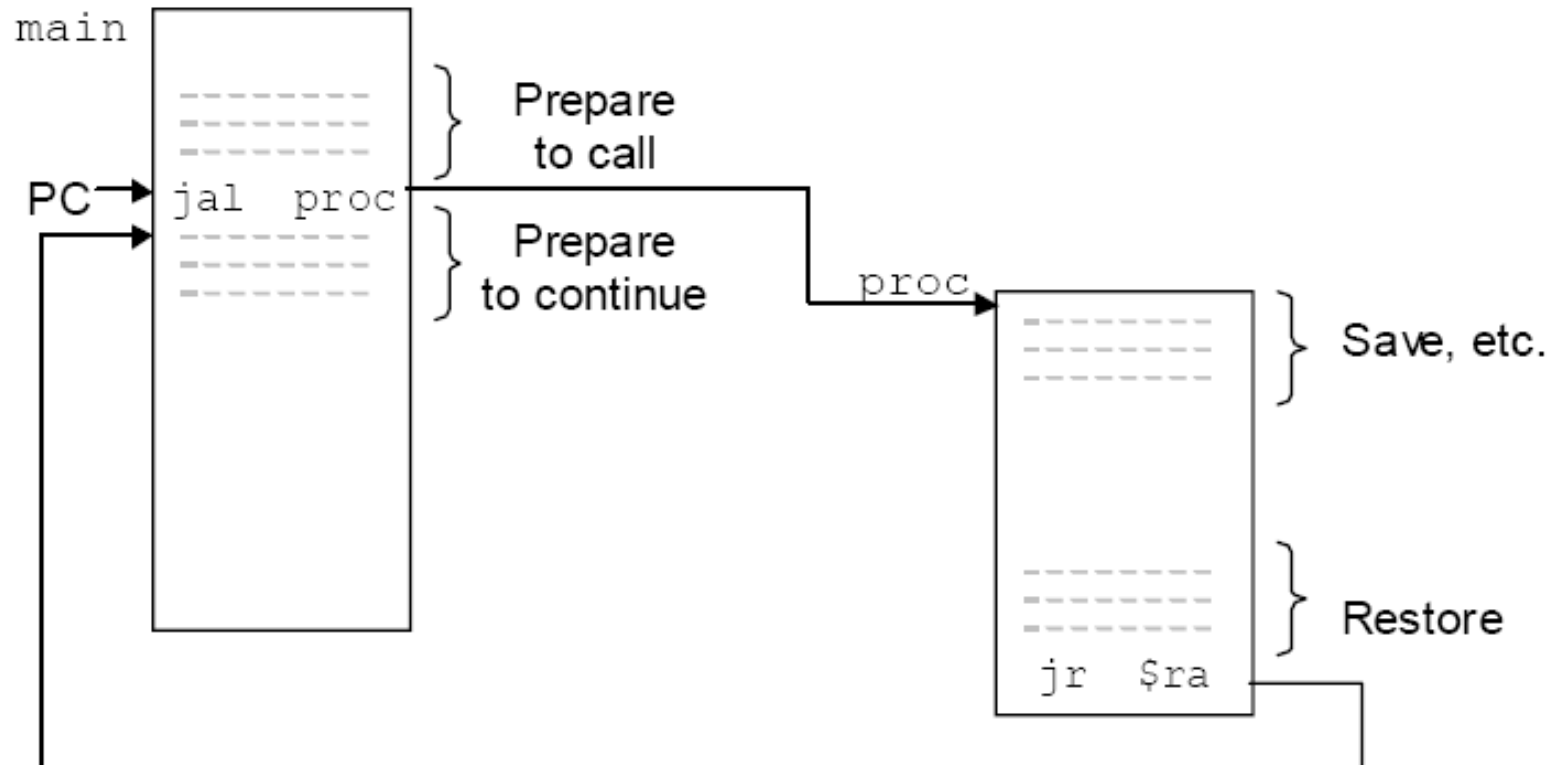 main
Prepare
to call
PC
jal proc
Prepare
to continue
proc
Save, etc.
Restore
jr $ra